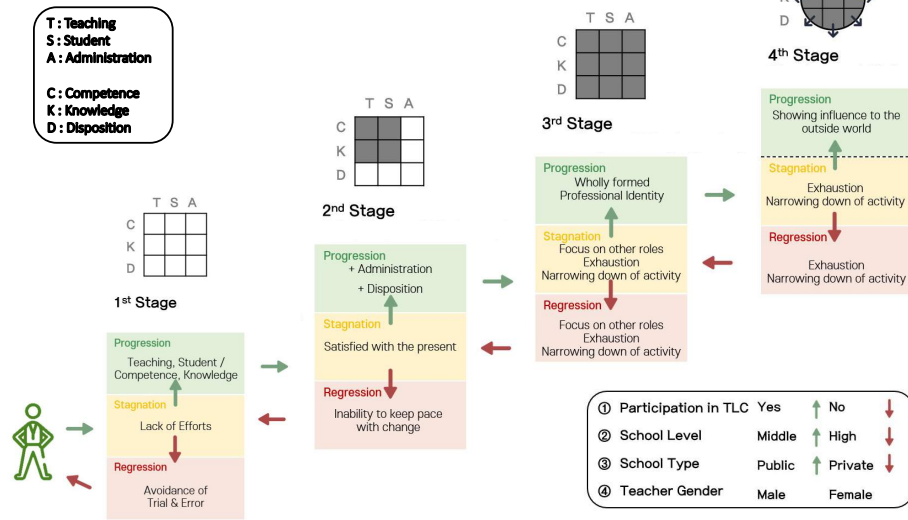 T : Teaching
S : Student
A : Administration
C : Competence
K : Knowledge
D : Disposition
T S A
C
K
D
1st Stage
Progression
Teaching, Student /
Competence, Knowledge
Stagnation
Lack of Efforts
Regression
Avoidance of
Trial & Error
T S A
C
K
D
2nd Stage
Progression
+ Administration
+ Disposition
Stagnation
Satisfied with the present
Regression
Inability to keep pace
with change
T S A
C
K
D
3rd Stage
Progression
Wholly formed
Professional Identity
Stagnation
Focus on other roles
Exhaustion
Narrowing down of activity
Regression
Focus on other roles
Exhaustion
Narrowing down of activity
D
4th Stage
Progression
Showing influence to the
outside world
Stagnation
Exhaustion
Narrowing down of activity
Regression
Exhaustion
Narrowing down of activity
① Participation in TLC Yes ↑ No ↓
② School Level Middle ↑ High ↓
③ School Type Public ↑ Private ↓
④ Teacher Gender Male Female